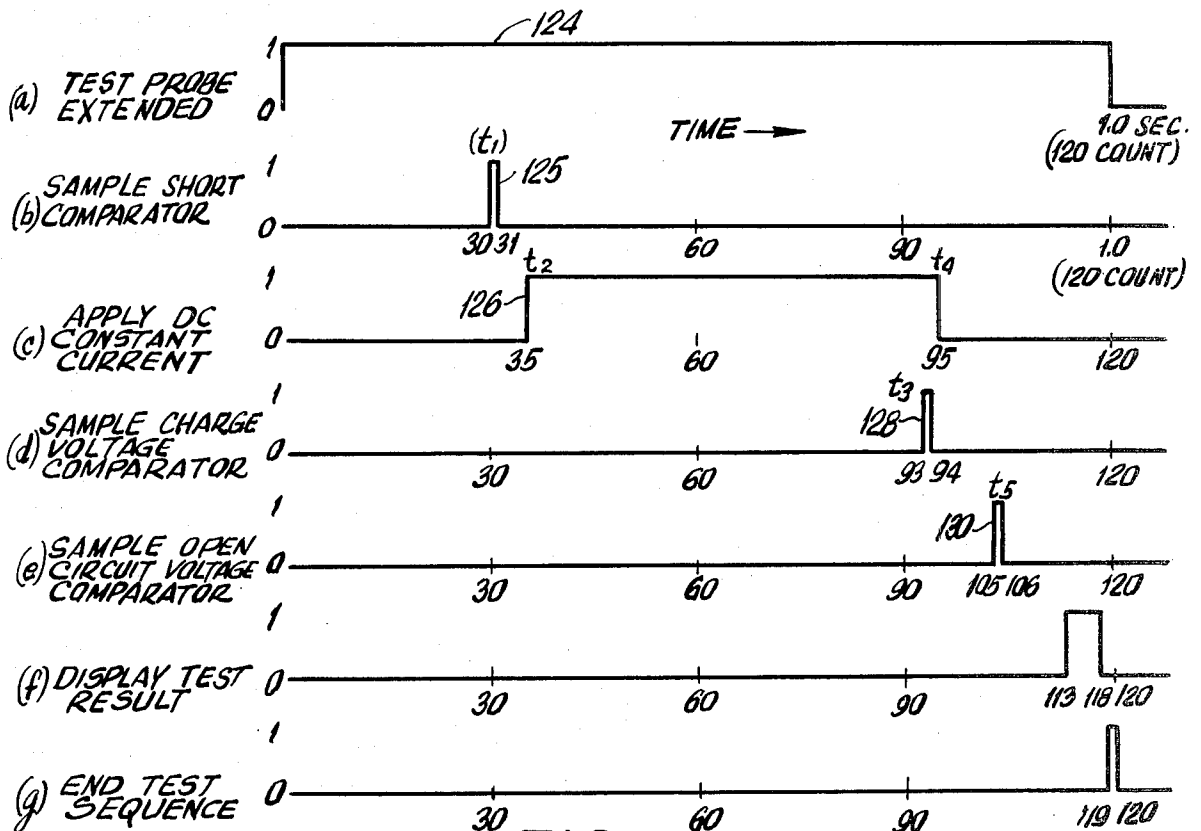 124
1
(a) TEST PROBE
EXTENDED
0
TIME
1.0 SEC.
(120 COUNT)
(t1)
1
125
(b) SAMPLE SHORT
COMPARATOR
0
30 31
60
90
1.0
(120 COUNT)
t2
t4
1
126
(c) APPLY DC
CONSTANT
CURRENT
0
35
60
95
120
t3
1
128
(d) SAMPLE CHARGE
VOLTAGE
COMPARATOR
0
30
60
93 94
120
t5
1
130
(e) SAMPLE OPEN
CIRCUIT VOLTAGE
COMPARATOR
0
30
60
90
105 106
120
1
(f) DISPLAY TEST
RESULT
0
30
60
90
113 118 120
1
(g) END TEST
SEQUENCE
0
30
60
90
119 120